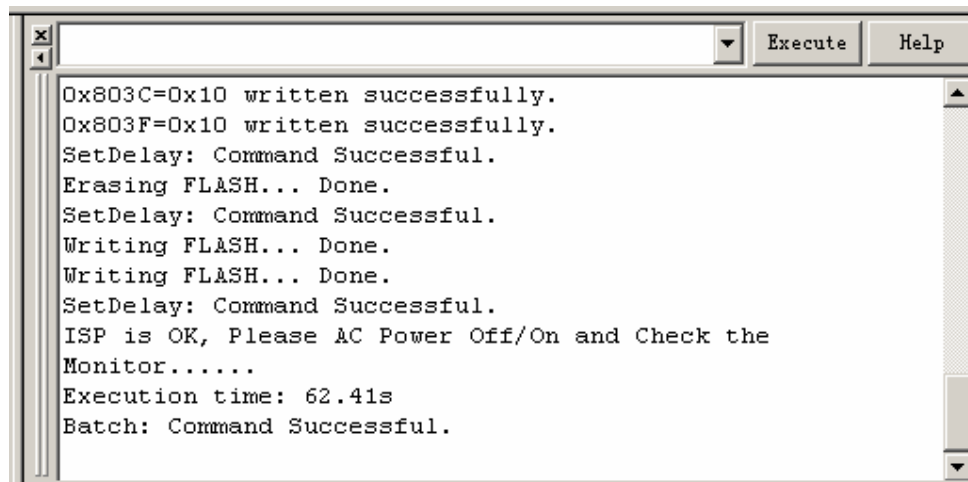 Execute Help
0x803C=0x10 written successfully.
0x803F=0x10 written successfully.
SetDelay: Command Successful.
Erasing FLASH... Done.
SetDelay: Command Successful.
Writing FLASH... Done.
Writing FLASH... Done.
SetDelay: Command Successful.
ISP is OK, Please AC Power Off/On and Check the
Monitor......
Execution time: 62.41s
Batch: Command Successful.